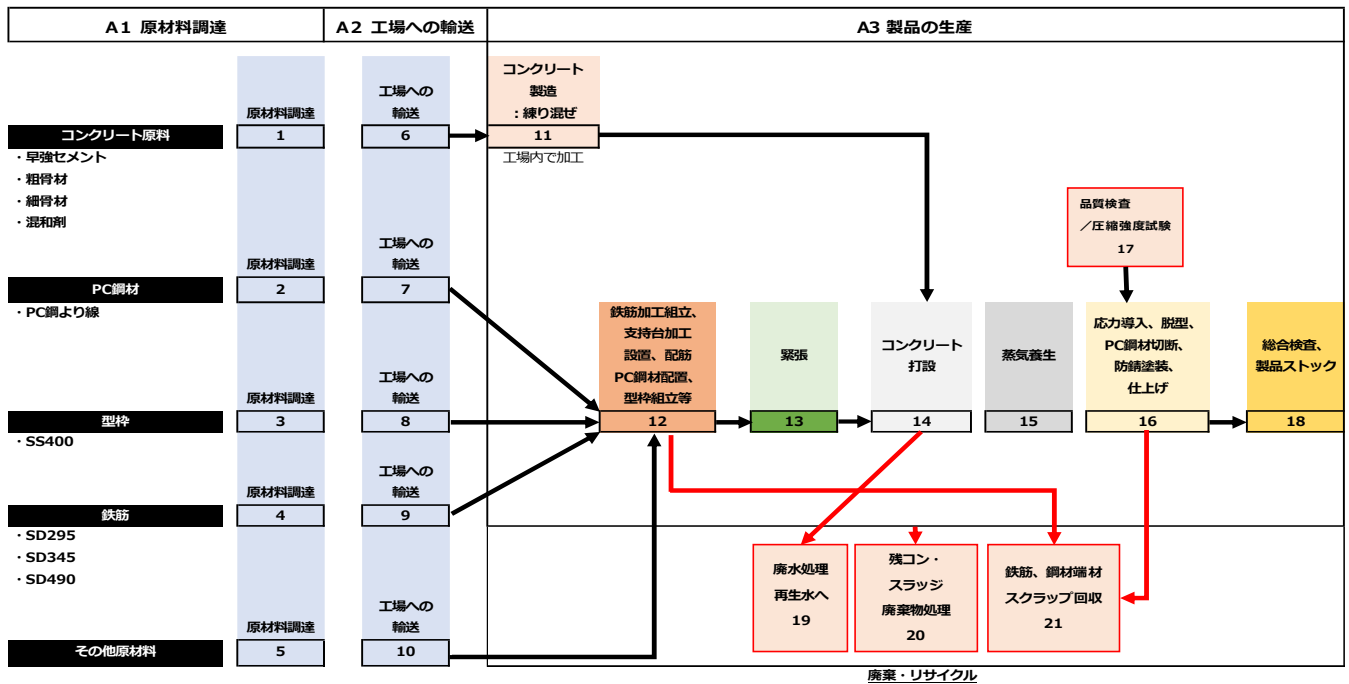 A1 原材料調達
A2 工場への輸送
A3 製品の生産
コンクリート原料
・早強セメント
・粗骨材
・細骨材
・混和剤
原材料調達
1
工場への
輸送
6
コンクリート
製造
：練り混ぜ
11
工場内で加工
PC鋼材
・PC鋼より線
原材料調達
2
工場への
輸送
7
型枠
・SS400
原材料調達
3
工場への
輸送
8
鉄筋
・SD295
・SD345
・SD490
原材料調達
4
工場への
輸送
9
その他原材料
原材料調達
5
工場への
輸送
10
鉄筋加工組立、
支持台加工
設置、配筋
PC鋼材配置、
型枠組立等
12
緊張
13
コンクリート
打設
14
蒸気養生
15
品質検査
／圧縮強度試験
17
応力導入、脱型、
PC鋼材切断、
防錆塗装、
仕上げ
16
総合検査、
製品ストック
18
廃水処理
再生水へ
19
残コン・
スラッジ
廃棄物処理
20
鉄筋、鋼材端材
スクラップ回収
21
廃棄・リサイクル